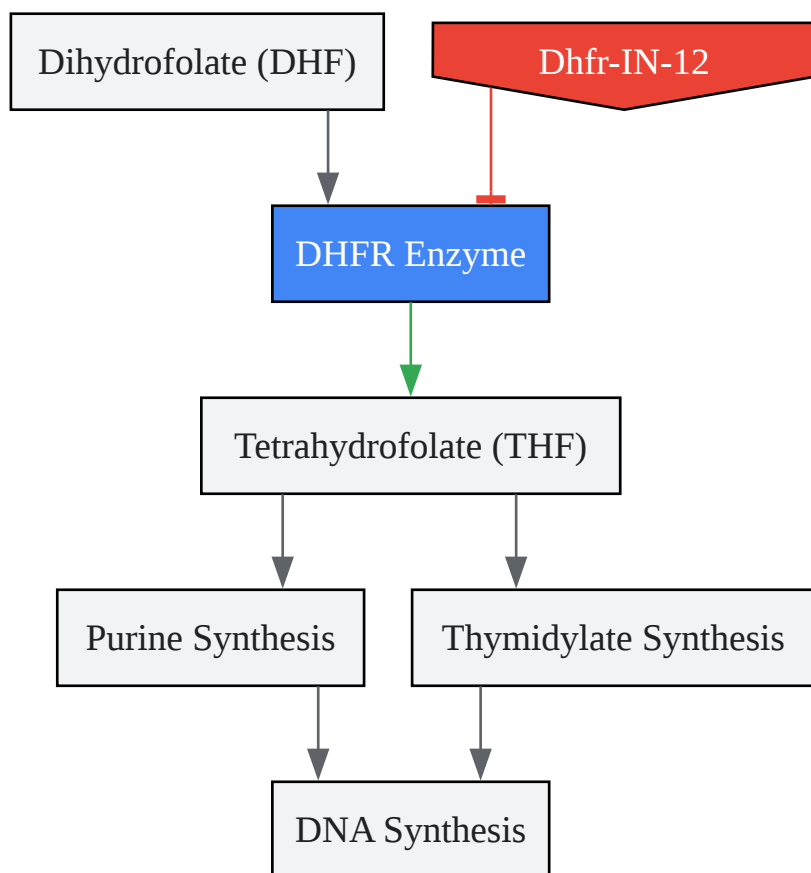 Dihydrofolate (DHF)
Dhfr-IN-12
DHFR Enzyme
Tetrahydrofolate (THF)
Purine Synthesis
Thymidylate Synthesis
DNA Synthesis